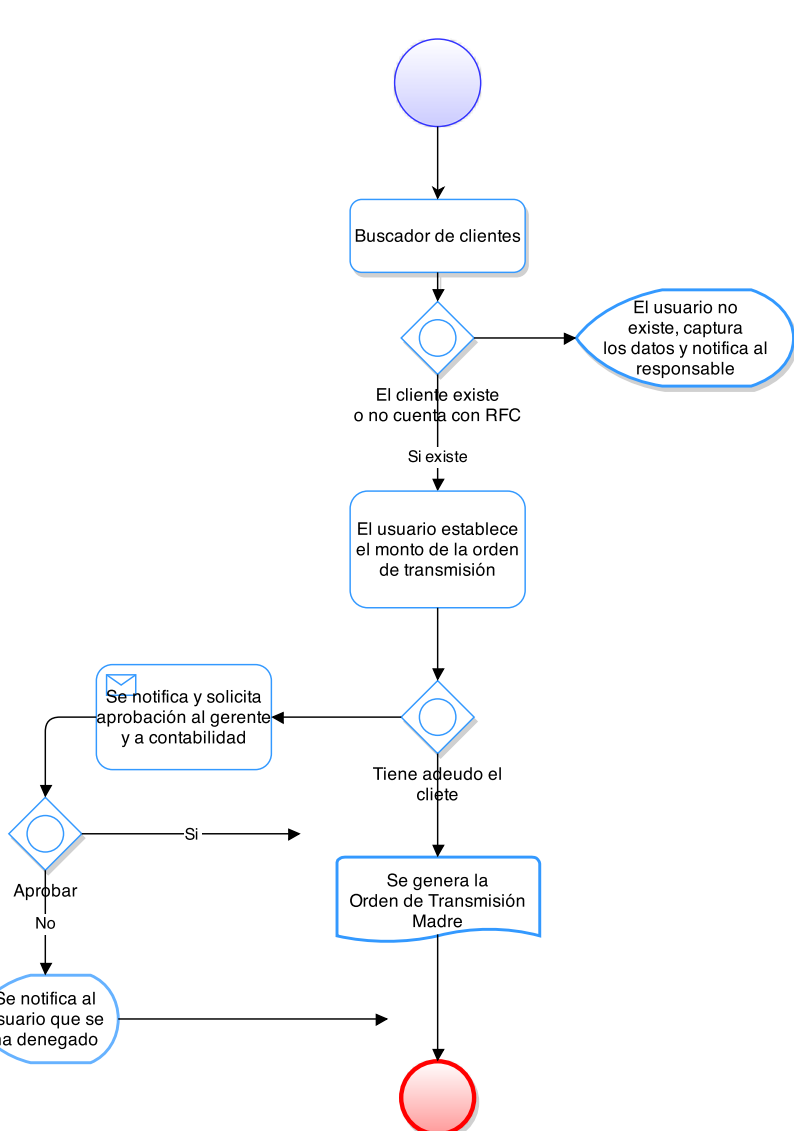 Buscador de clientes
El usuario no
existe, captura
los datos y notifica al
responsable
El cliente existe
o no cuenta con RFC
Si existe
El usuario establece
el monto de la orden
de transmisión
Se notifica y solicita
aprobación al gerente
y a contabilidad
Tiene adeudo el
cliete
Si
Aprobar
No
Se genera la
Orden de Transmisión
Madre
Se notifica al
suario que se
a denegado